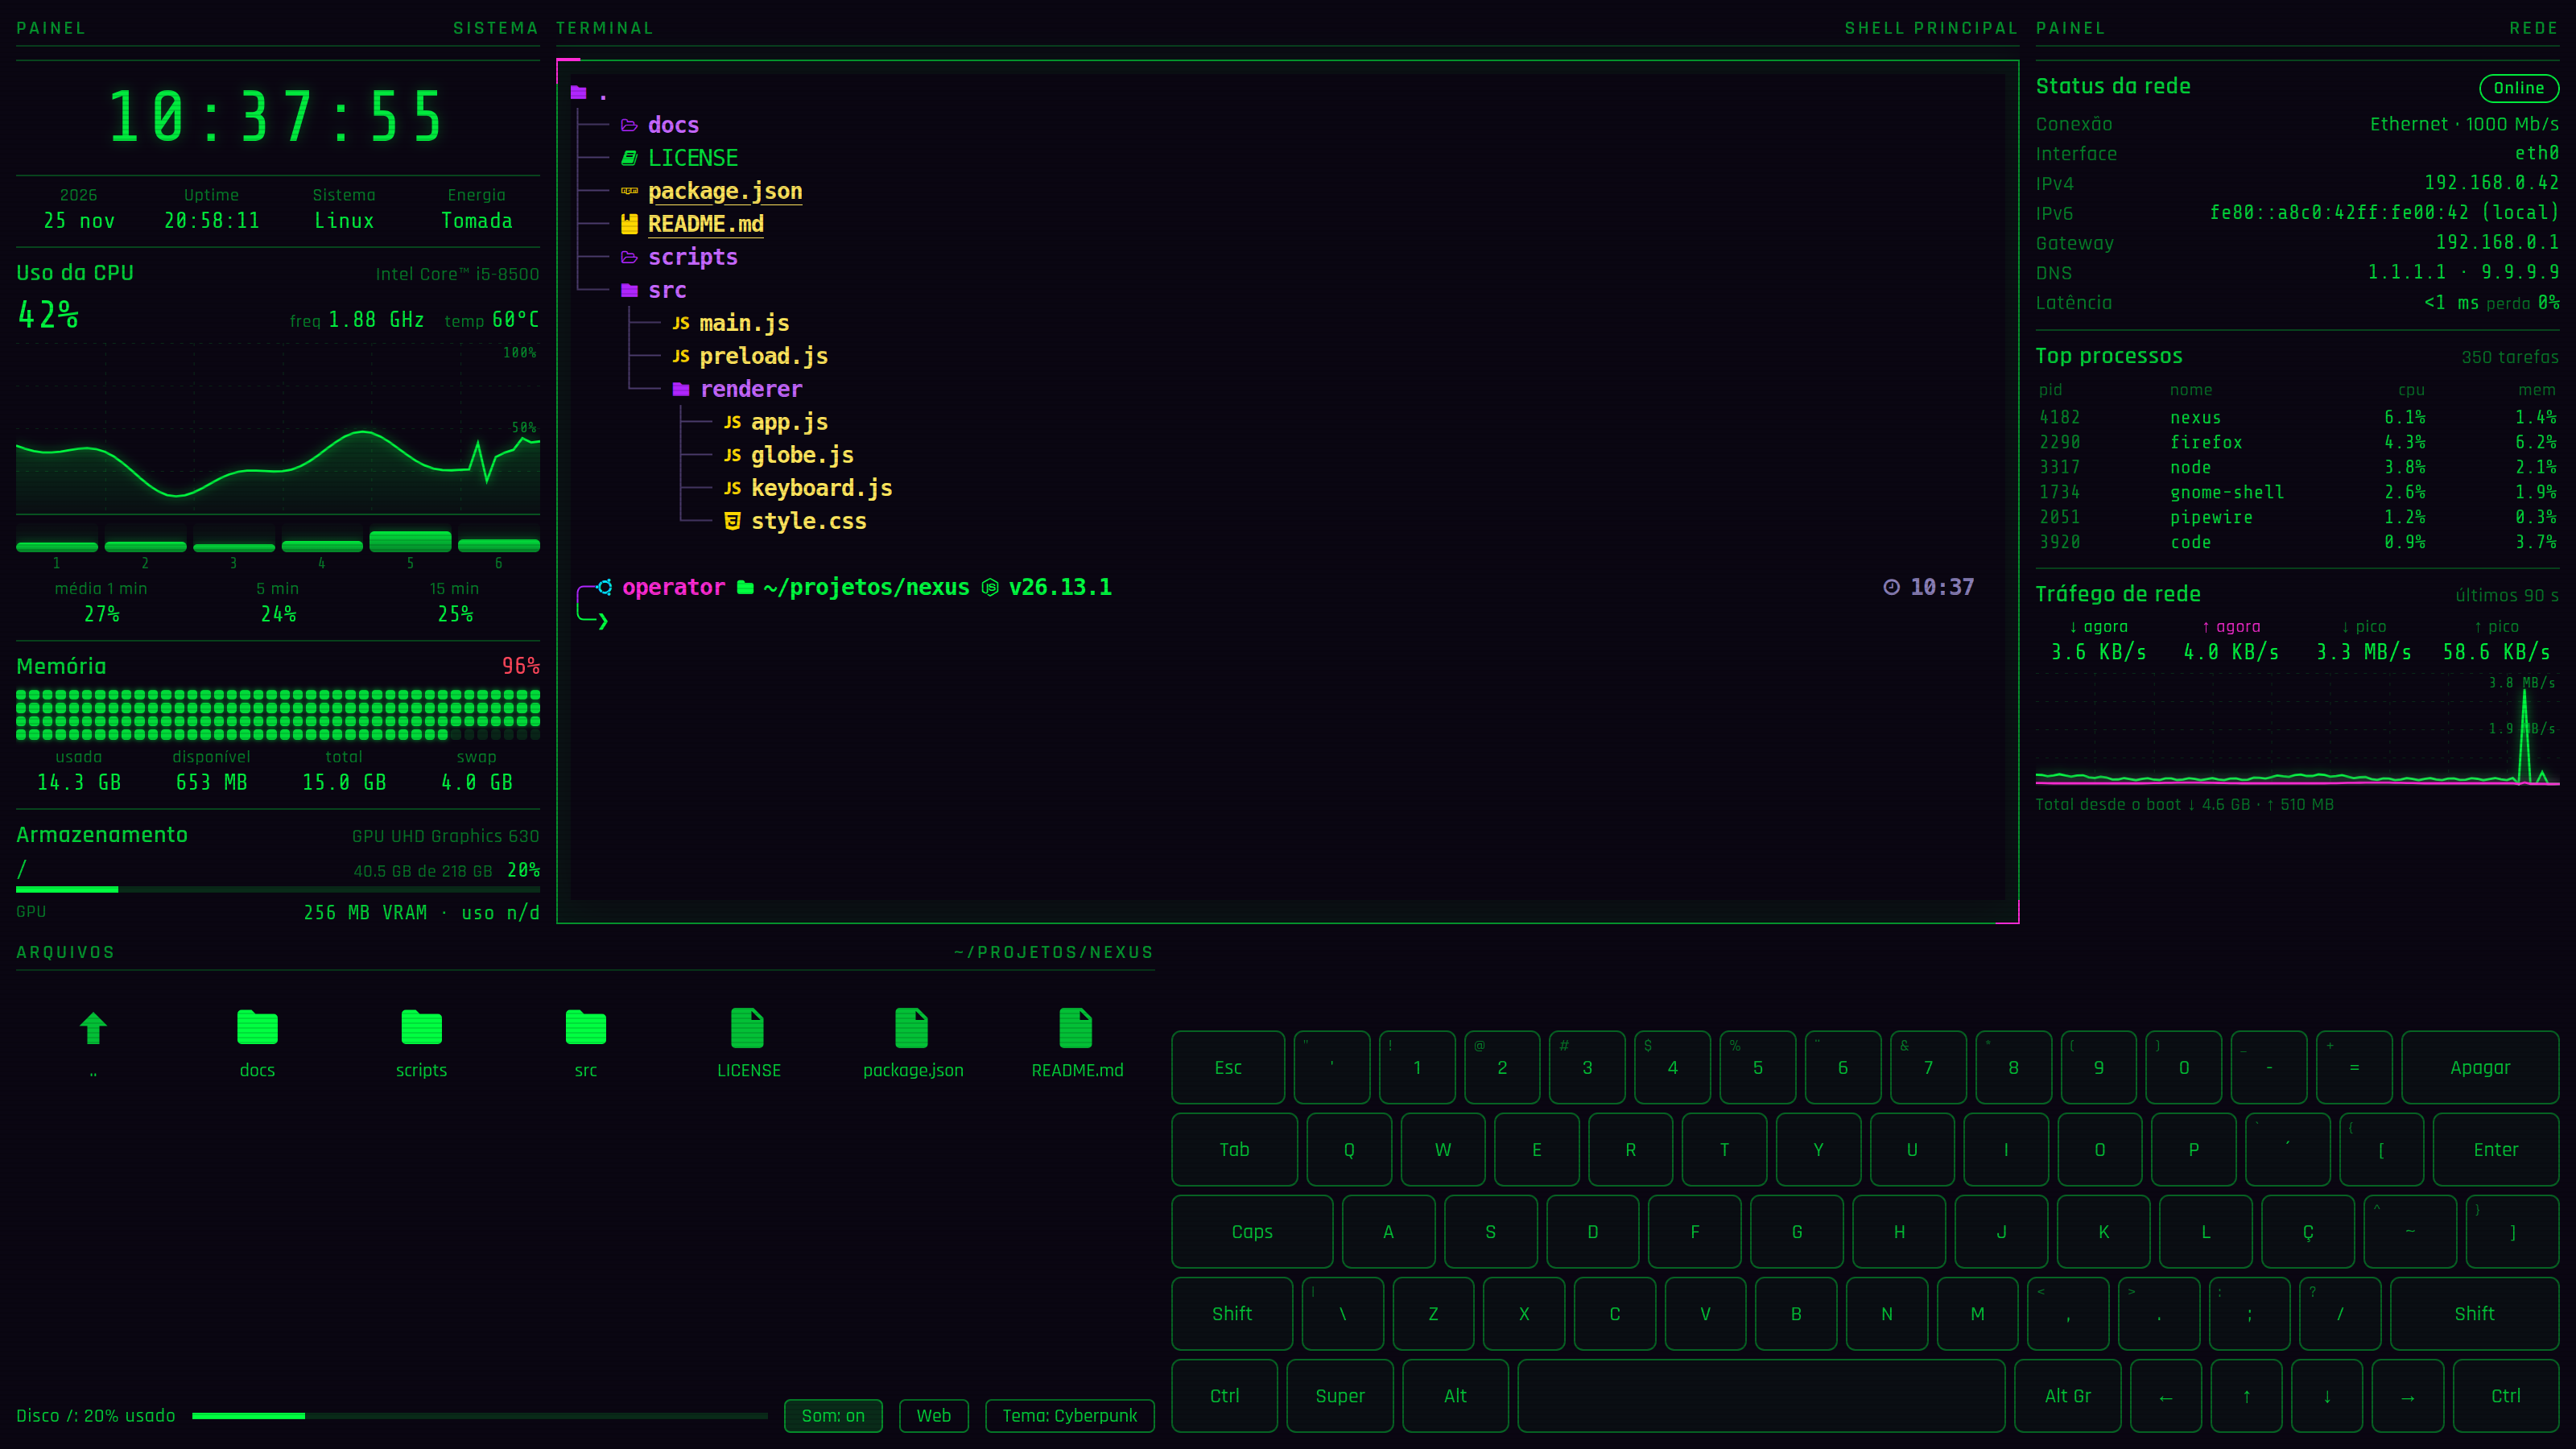 PAINEL SISTEMA
10:37:55
2026 Uptime Sistema Energia
25 nov 20:58:11 Linux Tomada
Uso da CPU Intel Core™ i5-8500
42% freq 1.88 GHz temp 60°C
100%
50%
1 2 3 4 5 6
média 1 min 5 min 15 min
27% 24% 25%
Memória 96%
usada disponível total swap
14.3 GB 653 MB 15.0 GB 4.0 GB
Armazenamento GPU UHD Graphics 630
/ 40.5 GB de 218 GB 20%
GPU 256 MB VRAM · uso n/d
TERMINAL SHELL PRINCIPAL
.
docs
LICENSE
package.json
README.md
scripts
src
JS main.js
JS preload.js
renderer
JS app.js
JS globe.js
JS keyboard.js
style.css
operator ~/projetos/nexus v26.13.1 10:37
❯
PAINEL REDE
Status da rede Online
Conexão Ethernet · 1000 Mb/s
Interface eth0
IPv4 192.168.0.42
IPv6 fe80::a8c0:42ff:fe00:42 (local)
Gateway 192.168.0.1
DNS 1.1.1.1 · 9.9.9.9
Latência <1 ms perda 0%
Top processos 350 tarefas
pid nome cpu mem
4182 nexus 6.1% 1.4%
2290 firefox 4.3% 6.2%
3317 node 3.8% 2.1%
1734 gnome-shell 2.6% 1.9%
2051 pipewire 1.2% 0.3%
3920 code 0.9% 3.7%
Tráfego de rede últimos 90 s
↓ agora ↑ agora ↓ pico ↑ pico
3.6 KB/s 4.0 KB/s 3.3 MB/s 58.6 KB/s
3.8 MB/s
1.9 MB/s
Total desde o boot ↓ 4.6 GB · ↑ 510 MB
ARQUIVOS ~/PROJETOS/NEXUS
.. docs scripts src LICENSE package.json README.md
Disco /: 20% usado Som: on Web Tema: Cyberpunk
Esc " ' ! 1 @ 2 # 3 $ 4 % 5 ¨ 6 & 7 * 8 ( 9 ) 0 _ - + = Apagar
Tab Q W E R T Y U I O P ` ´ { [ Enter
Caps A S D F G H J K L Ç ^ ~ } ]
Shift | \ Z X C V B N M < , > . : ; ? / Shift
Ctrl Super Alt Alt Gr ← ↑ ↓ → Ctrl